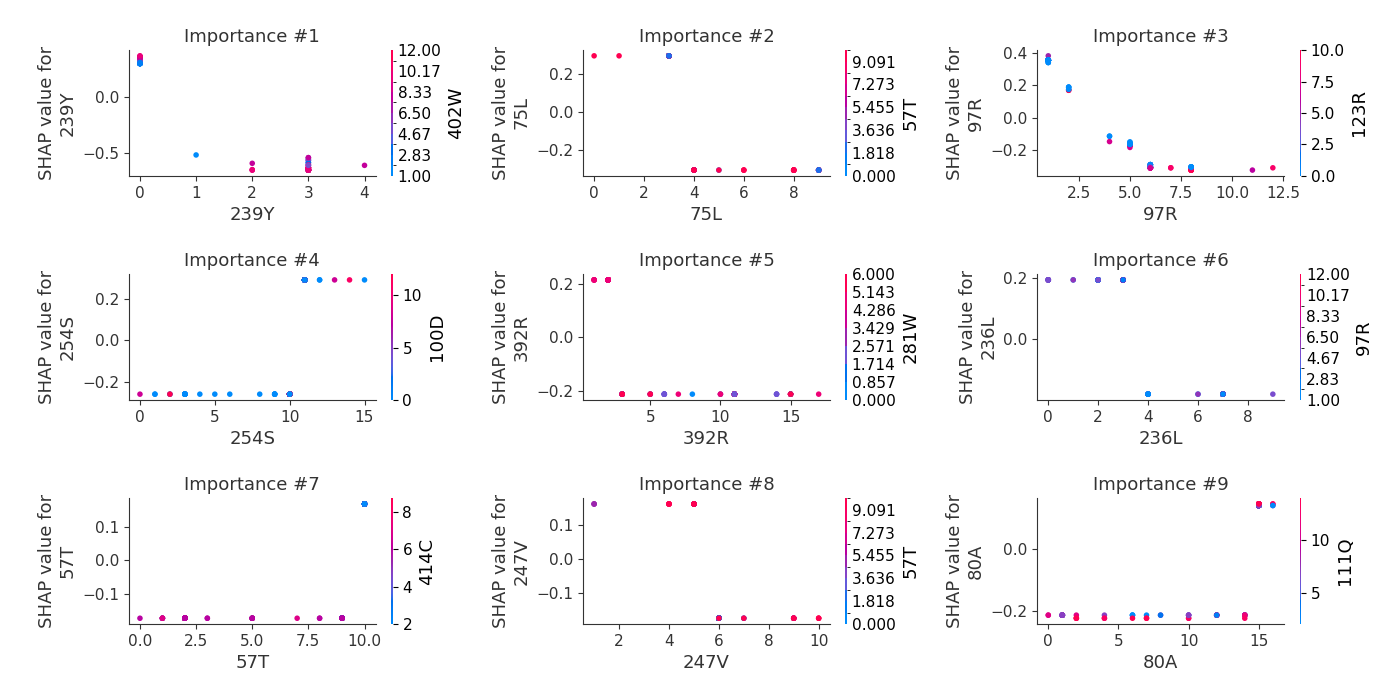 Importance #1
SHAP value for
239Y
0.0
−0.5
0 1 2 3 4
239Y
12.00
10.17
8.33
6.50
4.67
2.83
1.00
402W
Importance #2
SHAP value for
75L
0.2
0.0
−0.2
0 2 4 6 8
75L
9.091
7.273
5.455
3.636
1.818
0.000
57T
Importance #3
SHAP value for
97R
0.4
0.2
0.0
−0.2
2.5 5.0 7.5 10.0 12.5
97R
10.0
7.5
5.0
2.5
0.0
123R
Importance #4
SHAP value for
254S
0.2
0.0
−0.2
0 5 10 15
254S
10
5
0
100D
Importance #5
SHAP value for
392R
0.2
0.0
−0.2
5 10 15
392R
6.000
5.143
4.286
3.429
2.571
1.714
0.857
0.000
281W
Importance #6
SHAP value for
236L
0.2
0.0
0 2 4 6 8
236L
12.00
10.17
8.33
6.50
4.67
2.83
1.00
97R
Importance #7
SHAP value for
57T
0.1
0.0
−0.1
0.0 2.5 5.0 7.5 10.0
57T
8
6
4
2
414C
Importance #8
SHAP value for
247V
0.1
0.0
−0.1
2 4 6 8 10
247V
9.091
7.273
5.455
3.636
1.818
0.000
57T
Importance #9
SHAP value for
80A
0.0
−0.2
0 5 10 15
80A
10
5
111Q